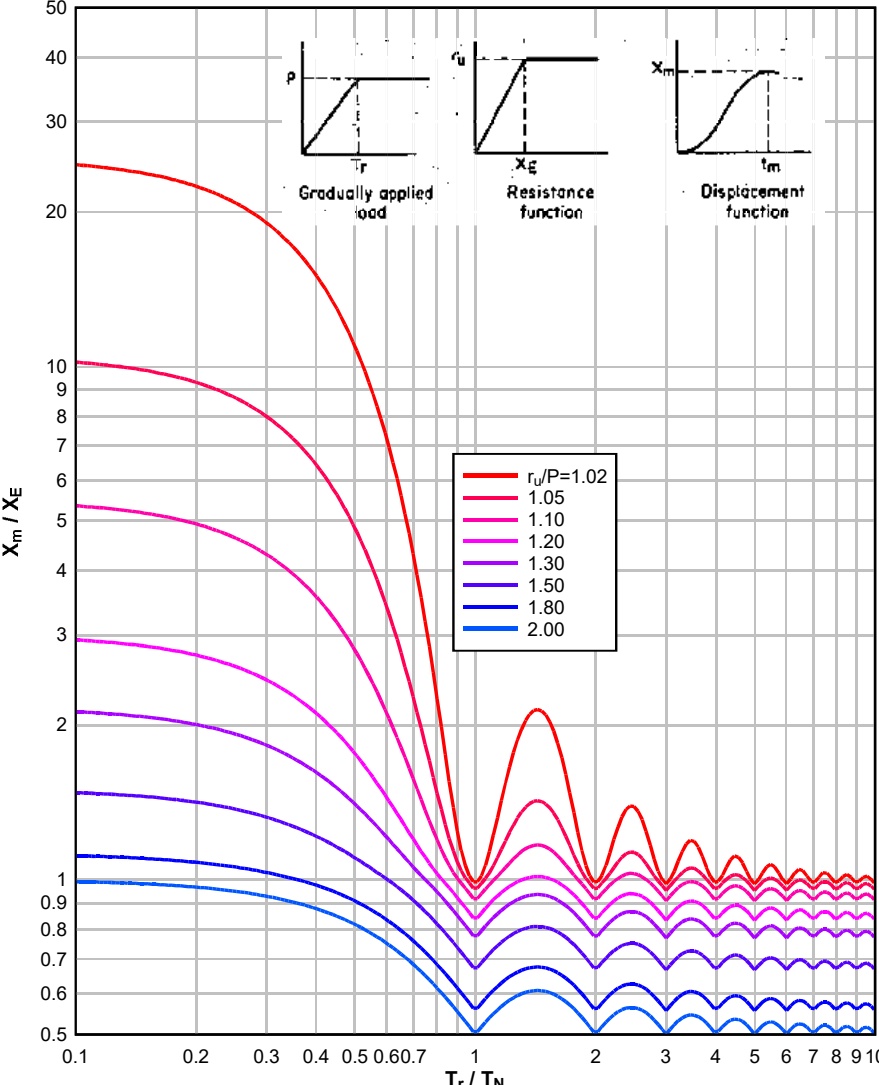 50
40
30
20
10
9
8
7
6
5
4
3
2
1
0.9
0.8
0.7
0.6
0.5
Xm / XE
P
Tr
Gradually applied
load
ru
XE
Resistance
function
Xm
tm
Displacement
function
ru/P=1.02
1.05
1.10
1.20
1.30
1.50
1.80
2.00
0.1 0.2 0.3 0.4 0.5 0.6 0.7 1 2 3 4 5 6 7 8 9 10
Tr / TN